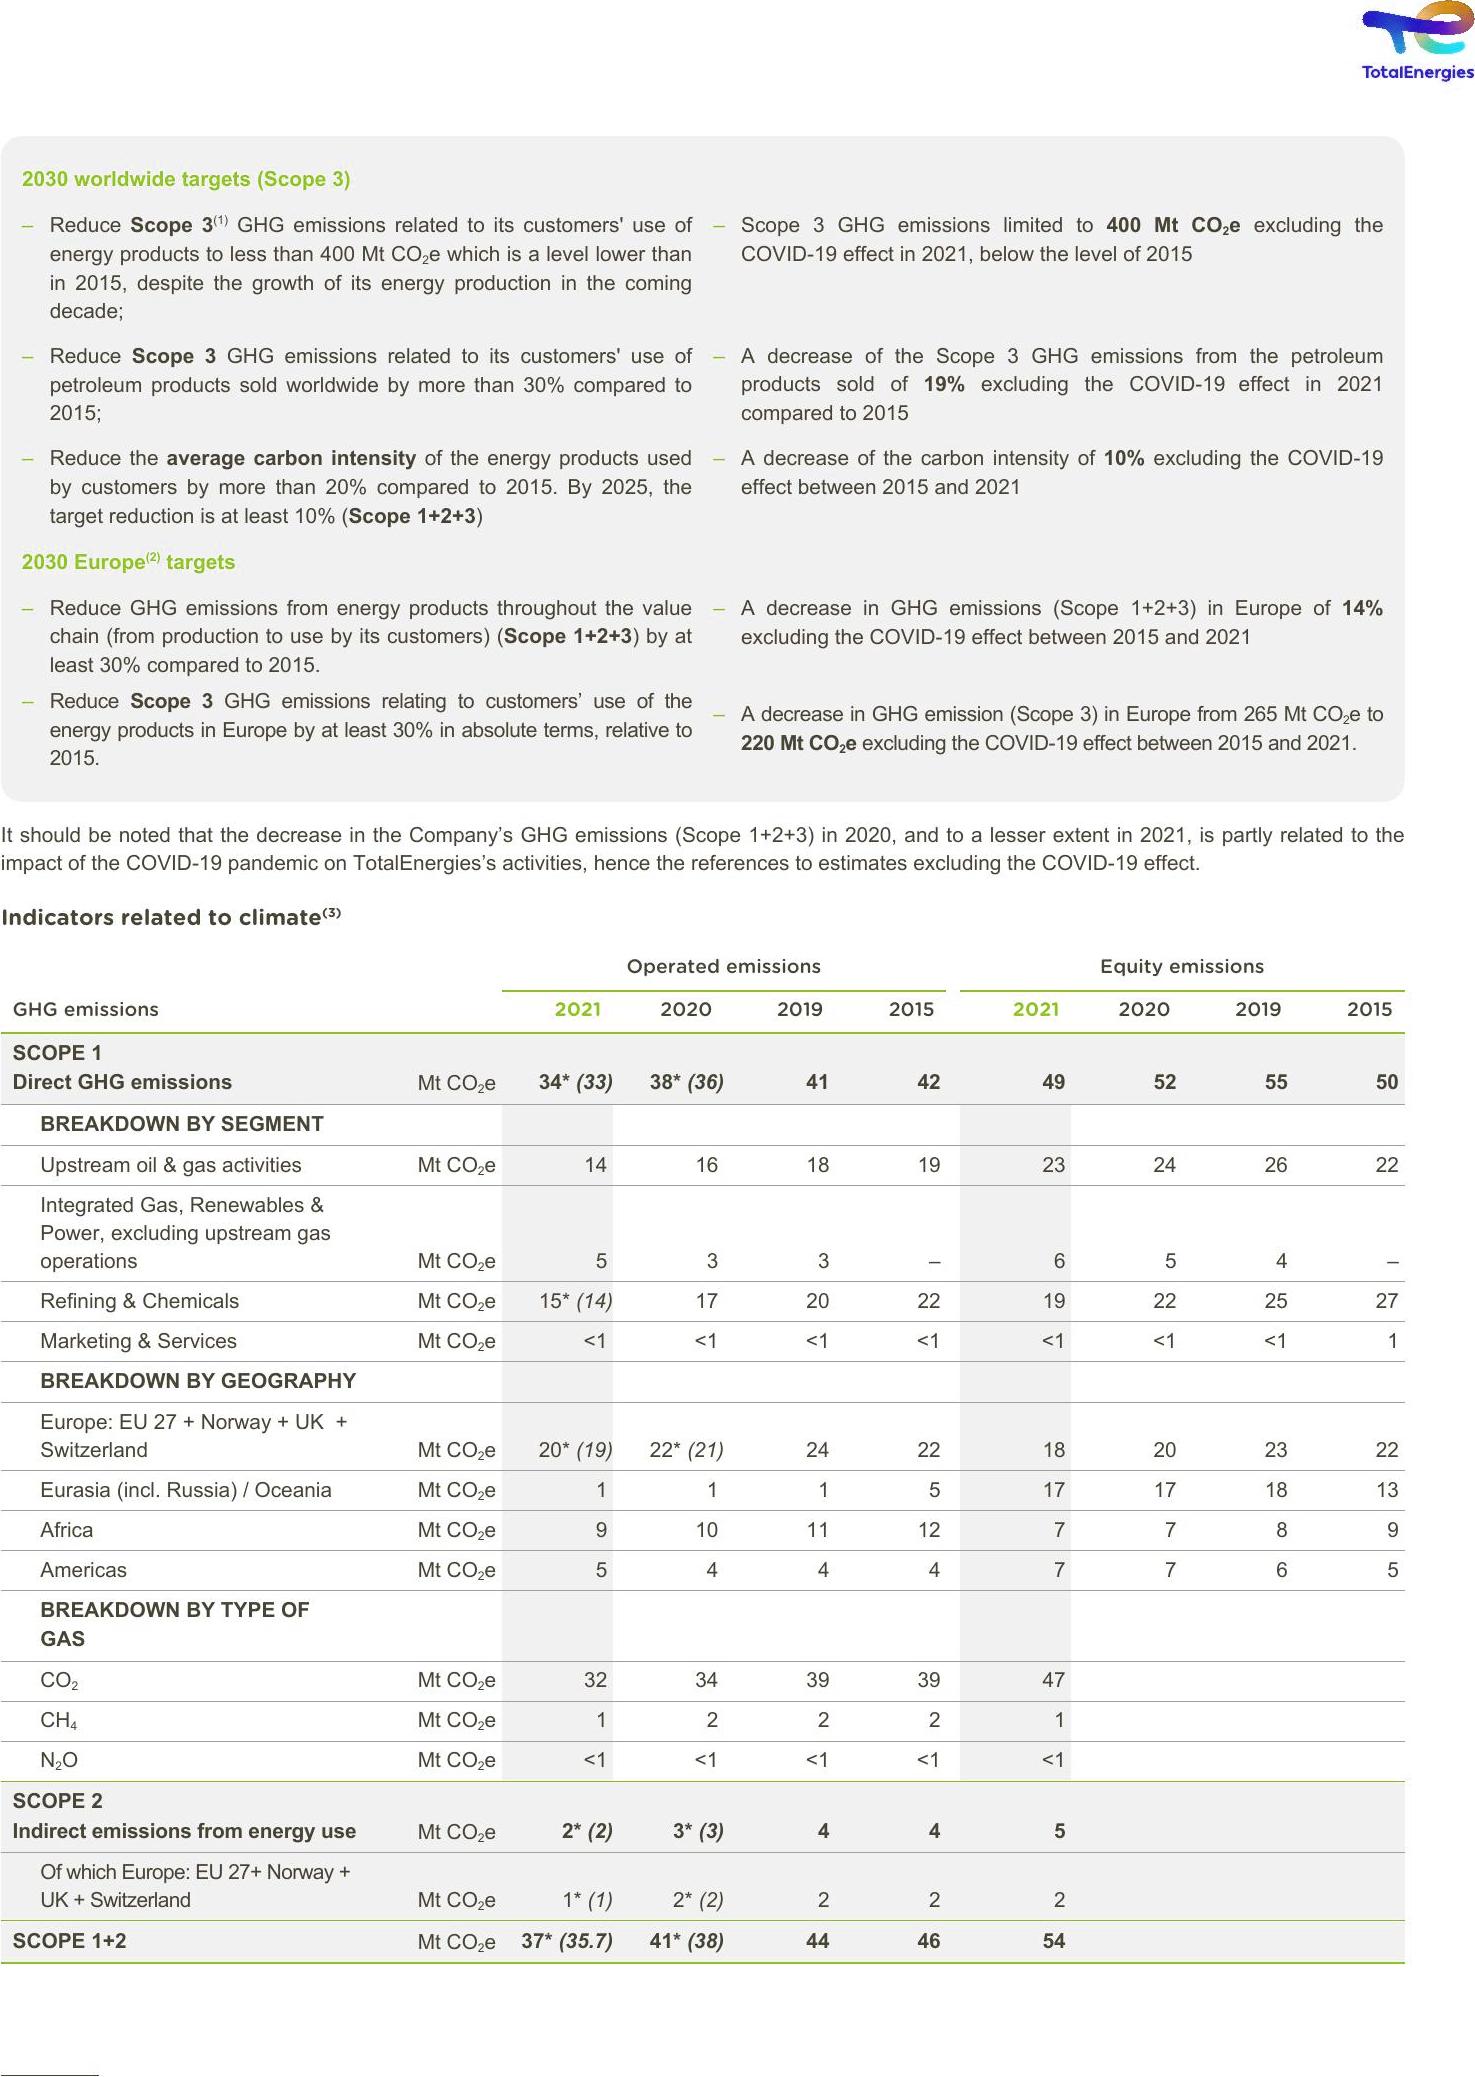 TotalEnergies
2030 worldwide targets (Scope 3)
– Reduce Scope 3(1) GHG emissions related to its customers' use of
energy products to less than 400 Mt CO2e which is a level lower than
in 2015, despite the growth of its energy production in the coming
decade;
– Scope 3 GHG emissions limited to 400 Mt CO2e excluding the
COVID-19 effect in 2021, below the level of 2015
– Reduce Scope 3 GHG emissions related to its customers' use of
petroleum products sold worldwide by more than 30% compared to
2015;
– A decrease of the Scope 3 GHG emissions from the petroleum
products sold of 19% excluding the COVID-19 effect in 2021
compared to 2015
– Reduce the average carbon intensity of the energy products used
by customers by more than 20% compared to 2015. By 2025, the
target reduction is at least 10% (Scope 1+2+3)
– A decrease of the carbon intensity of 10% excluding the COVID-19
effect between 2015 and 2021
2030 Europe(2) targets
– Reduce GHG emissions from energy products throughout the value
chain (from production to use by its customers) (Scope 1+2+3) by at
least 30% compared to 2015.
– A decrease in GHG emissions (Scope 1+2+3) in Europe of 14%
excluding the COVID-19 effect between 2015 and 2021
– Reduce Scope 3 GHG emissions relating to customers’ use of the
energy products in Europe by at least 30% in absolute terms, relative to
2015.
– A decrease in GHG emission (Scope 3) in Europe from 265 Mt CO2e to
220 Mt CO2e excluding the COVID-19 effect between 2015 and 2021.
It should be noted that the decrease in the Company’s GHG emissions (Scope 1+2+3) in 2020, and to a lesser extent in 2021, is partly related to the
impact of the COVID-19 pandemic on TotalEnergies’s activities, hence the references to estimates excluding the COVID-19 effect.
Indicators related to climate(3)
Operated emissions Equity emissions
GHG emissions 2021 2020 2019 2015 2021 2020 2019 2015
SCOPE 1
Direct GHG emissions Mt CO2e 34* (33) 38* (36) 41 42 49 52 55 50
BREAKDOWN BY SEGMENT
Upstream oil & gas activities Mt CO2e 14 16 18 19 23 24 26 22
Integrated Gas, Renewables &
Power, excluding upstream gas
operations Mt CO2e 5 3 3 – 6 5 4 –
Refining & Chemicals Mt CO2e 15* (14) 17 20 22 19 22 25 27
Marketing & Services Mt CO2e <1 <1 <1 <1 <1 <1 <1 1
BREAKDOWN BY GEOGRAPHY
Europe: EU 27 + Norway + UK +
Switzerland Mt CO2e 20* (19) 22* (21) 24 22 18 20 23 22
Eurasia (incl. Russia) / Oceania Mt CO2e 1 1 1 5 17 17 18 13
Africa Mt CO2e 9 10 11 12 7 7 8 9
Americas Mt CO2e 5 4 4 4 7 7 6 5
BREAKDOWN BY TYPE OF
GAS
CO2 Mt CO2e 32 34 39 39 47
CH4 Mt CO2e 1 2 2 2 1
N2O Mt CO2e <1 <1 <1 <1 <1
SCOPE 2
Indirect emissions from energy use Mt CO2e 2* (2) 3* (3) 4 4 5
Of which Europe: EU 27+ Norway +
UK + Switzerland Mt CO2e 1* (1) 2* (2) 2 2 2
SCOPE 1+2 Mt CO2e 37* (35.7) 41* (38) 44 46 54